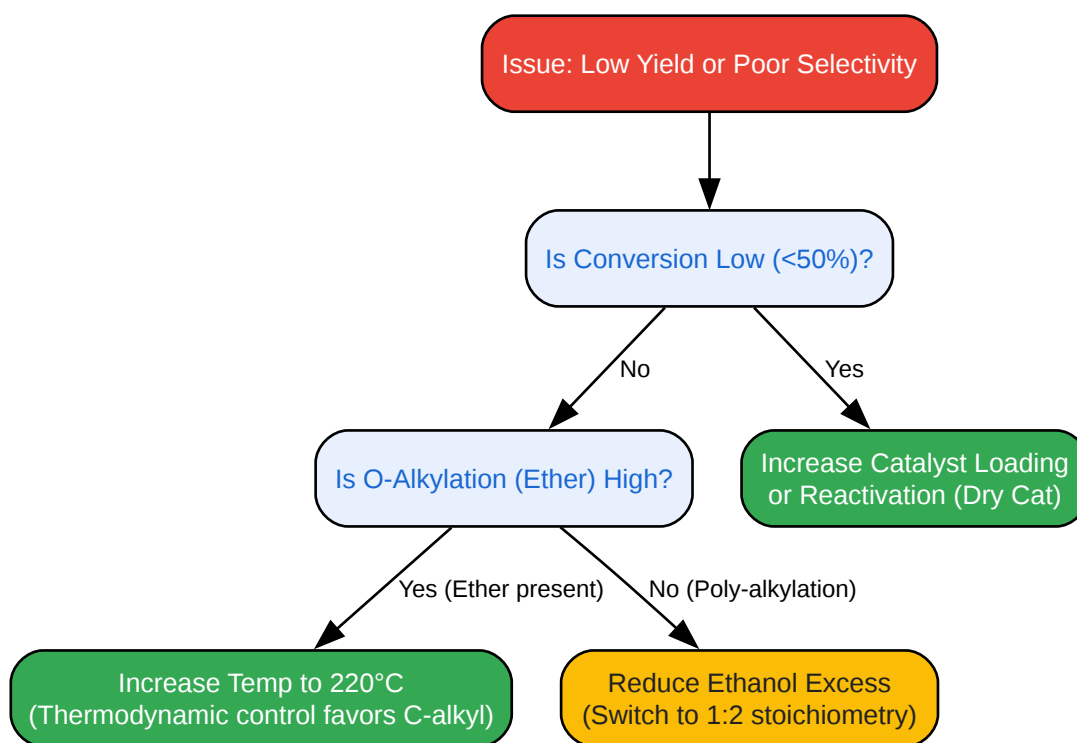 Issue: Low Yield or Poor Selectivity
Is Conversion Low (<50%)?
No
Yes
Is O-Alkylation (Ether) High?
Increase Catalyst Loading
or Reactivation (Dry Cat)
Yes (Ether present)
No (Poly-alkylation)
Increase Temp to 220°C
(Thermodynamic control favors C-alkyl)
Reduce Ethanol Excess
(Switch to 1:2 stoichiometry)